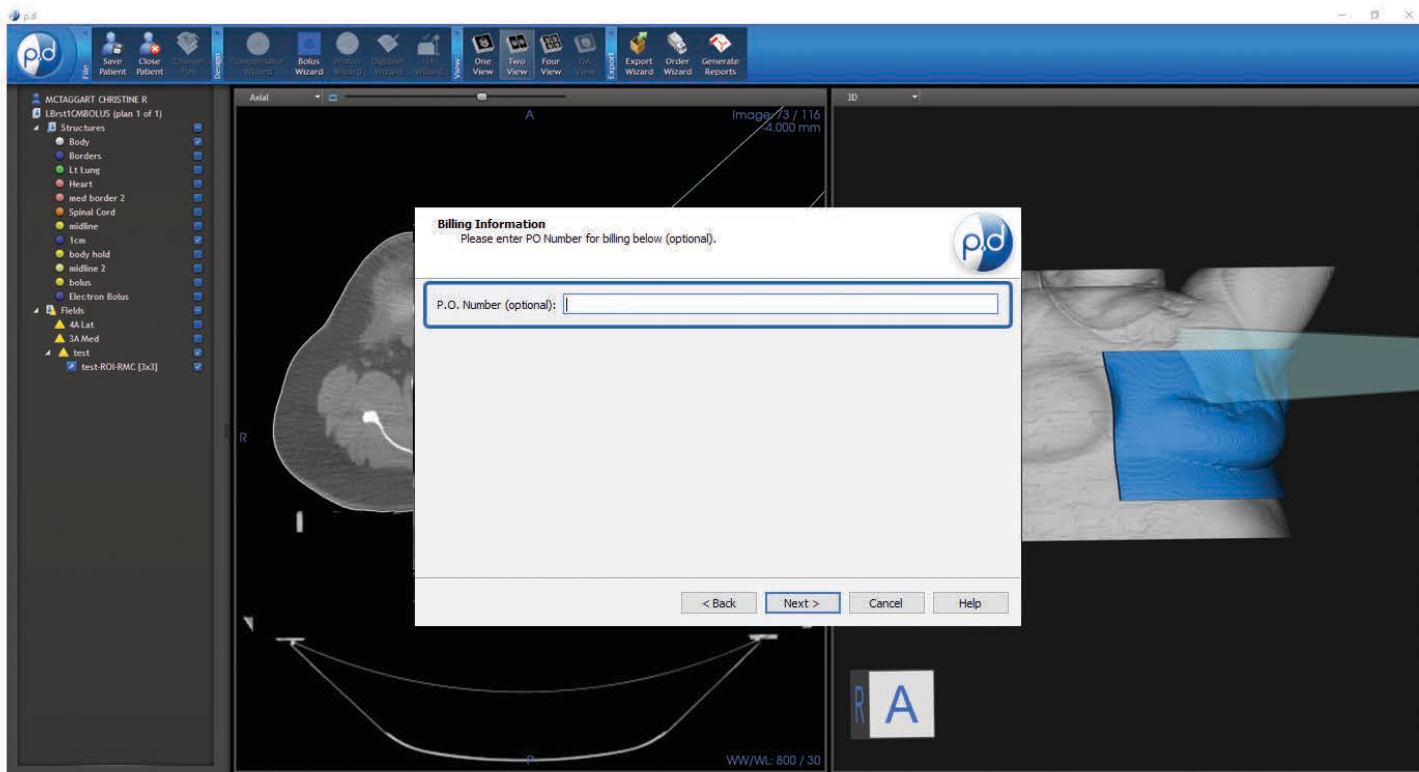 p.d
p.d
File
Save Patient
Close Patient
Change Plan
Design
Compensator Wizard
Bolus Wizard
Proton Wizard
Digitizer Wizard
QA Wizard
View
One View
Two View
Four View
QA View
Export
Export Wizard
Order Wizard
Generate Reports
MCTAGGART CHRISTINE R
LBrst1CMBOLUS (plan 1 of 1)
Structures
Body
Borders
Lt Lung
Heart
med border 2
Spinal Cord
midline
1cm
body hold
midline 2
bolus
Electron Bolus
Fields
4A Lat
3A Med
test
test-ROI-RMC [3x3]
Axial
A
Image: 73 / 116
-4.000 mm
R
P
WW/WL: 800 / 30
3D
R
A
Billing Information
Please enter PO Number for billing below (optional).
p.d
P.O. Number (optional):
< Back
Next >
Cancel
Help